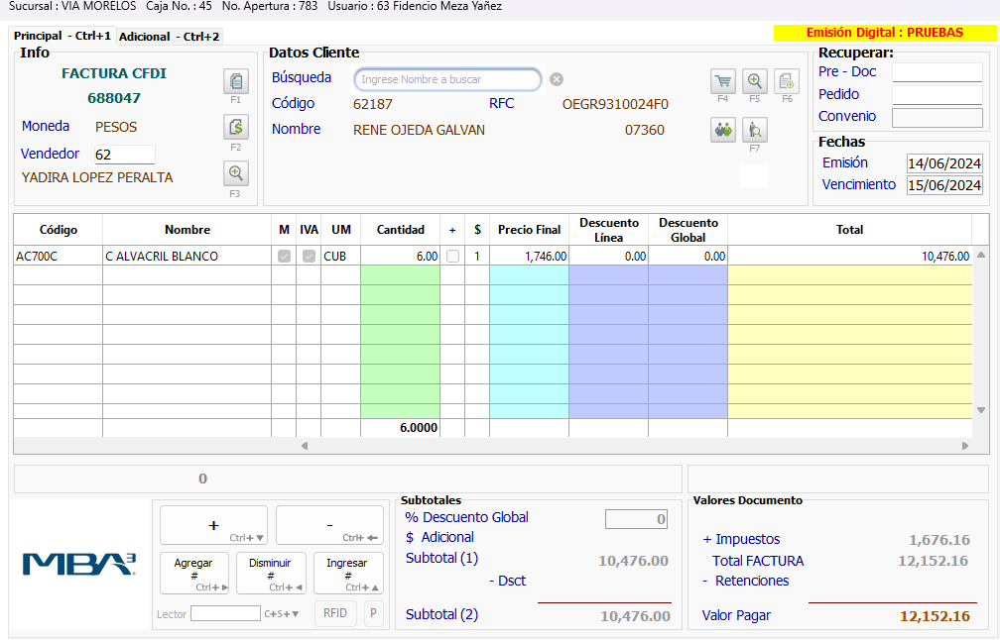 Sucursal : VIA MORELOS Caja No. : 45 No. Apertura : 783 Usuario : 63 Fidencio Meza Yañez
Emisión Digital : PRUEBAS
Principal - Ctrl+1 Adicional - Ctrl+2
Info
FACTURA CFDI
688047
Moneda PESOS
Vendedor 62
YADIRA LOPEZ PERALTA
F1
F2
F3
Datos Cliente
Búsqueda Ingrese Nombre a buscar
Código 62187 RFC OEGR9310024F0
Nombre RENE OJEDA GALVAN 07360
F4 F5 F6
F7
Recuperar:
Pre - Doc
Pedido
Convenio
Fechas
Emisión 14/06/2024
Vencimiento 15/06/2024
Código Nombre M IVA UM Cantidad + $ Precio Final Descuento Línea Descuento Global Total
AC700C C ALVACRIL BLANCO CUB 6.00 1 1,746.00 0.00 0.00 10,476.00
6.0000
0
MBA3
+ Ctrl+▼
- Ctrl+←
Agregar # Ctrl+▶
Disminuir # Ctrl+◀
Ingresar # Ctrl+▲
Lector C+S+▼ RFID P
Subtotales
% Descuento Global 0
$ Adicional
Subtotal (1) 10,476.00
- Dsct
Subtotal (2) 10,476.00
Valores Documento
+ Impuestos 1,676.16
Total FACTURA 12,152.16
- Retenciones
Valor Pagar 12,152.16